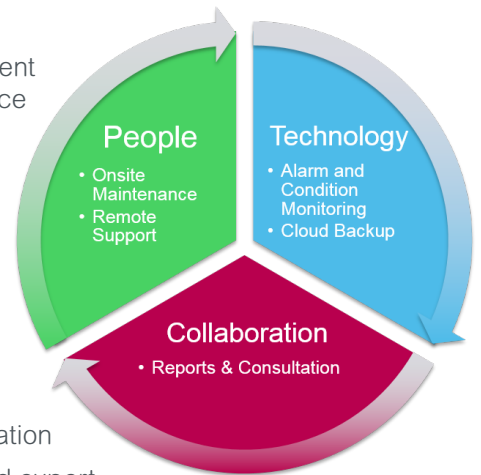 ent
ce
People
• Onsite
Maintenance
• Remote
Support
Technology
• Alarm and
Condition
Monitoring
• Cloud Backup
Collaboration
• Reports & Consultation
ation